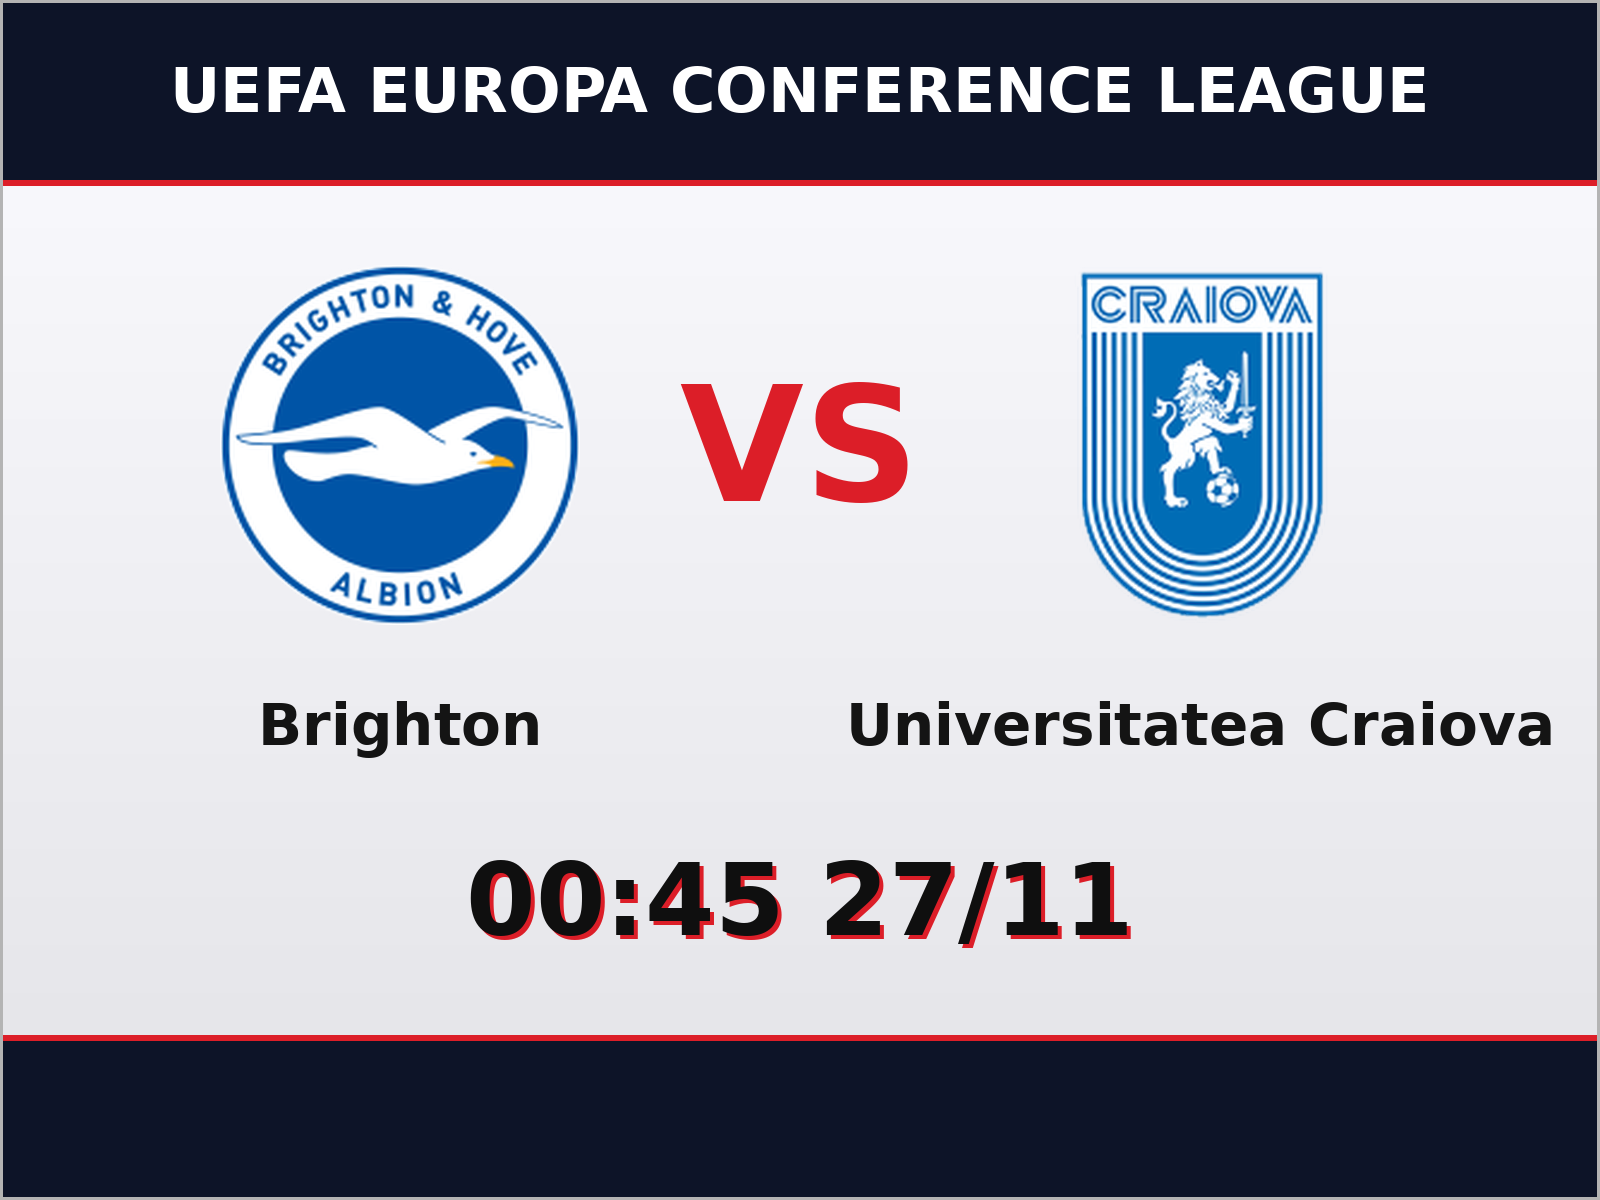 UEFA EUROPA CONFERENCE LEAGUE
BRIGHTON & HOVE
ALBION
VS
CRAIOVA
Brighton
Universitatea Craiova
00:45 27/11